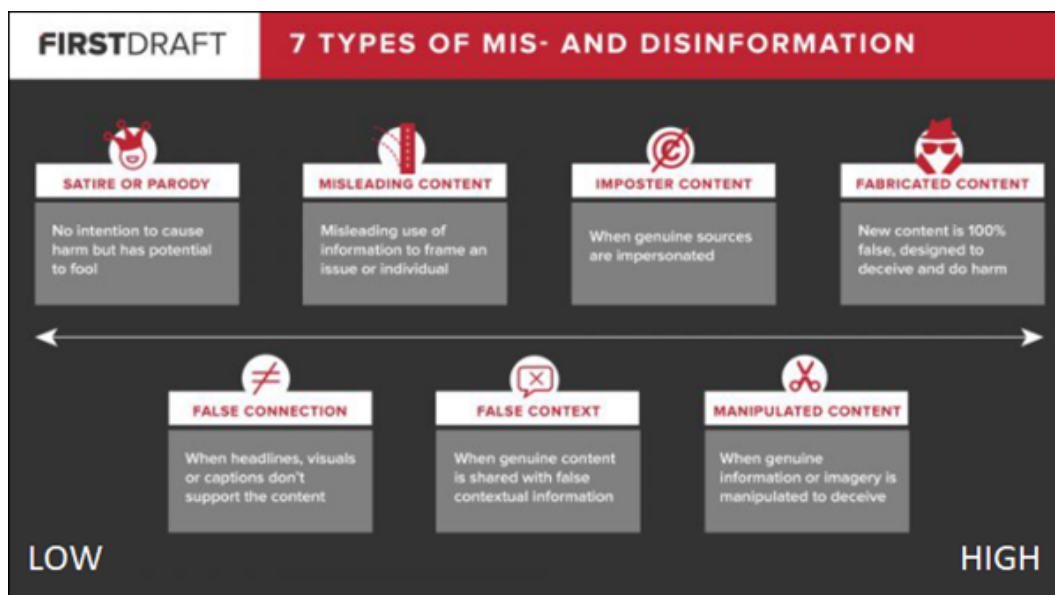 FIRSTDRAFT
7 TYPES OF MIS- AND DISINFORMATION
SATIRE OR PARODY
No intention to cause
harm but has potential
to fool
MISLEADING CONTENT
Misleading use of
information to frame an
issue or individual
IMPOSTER CONTENT
When genuine sources
are impersonated
FABRICATED CONTENT
New content is 100%
false, designed to
deceive and do harm
FALSE CONNECTION
When headlines, visuals
or captions don't
support the content
FALSE CONTEXT
When genuine content
is shared with false
contextual information
MANIPULATED CONTENT
When genuine
information or imagery is
manipulated to deceive
LOW
HIGH